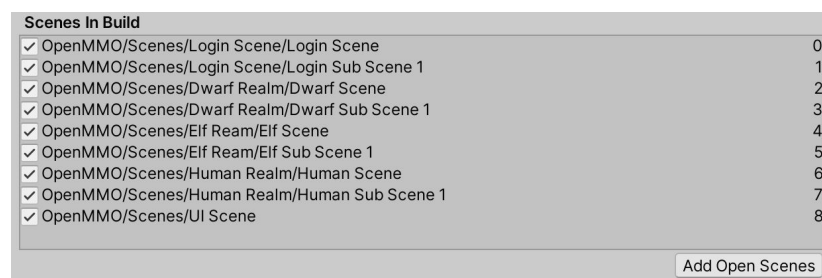 Scenes In Build
OpenMMO/Scenes/Login Scene/Login Scene 0
OpenMMO/Scenes/Login Scene/Login Sub Scene 1 1
OpenMMO/Scenes/Dwarf Realm/Dwarf Scene 2
OpenMMO/Scenes/Dwarf Realm/Dwarf Sub Scene 1 3
OpenMMO/Scenes/Elf Ream/Elf Scene 4
OpenMMO/Scenes/Elf Ream/Elf Sub Scene 1 5
OpenMMO/Scenes/Human Realm/Human Scene 6
OpenMMO/Scenes/Human Realm/Human Sub Scene 1 7
OpenMMO/Scenes/UI Scene 8
Add Open Scenes